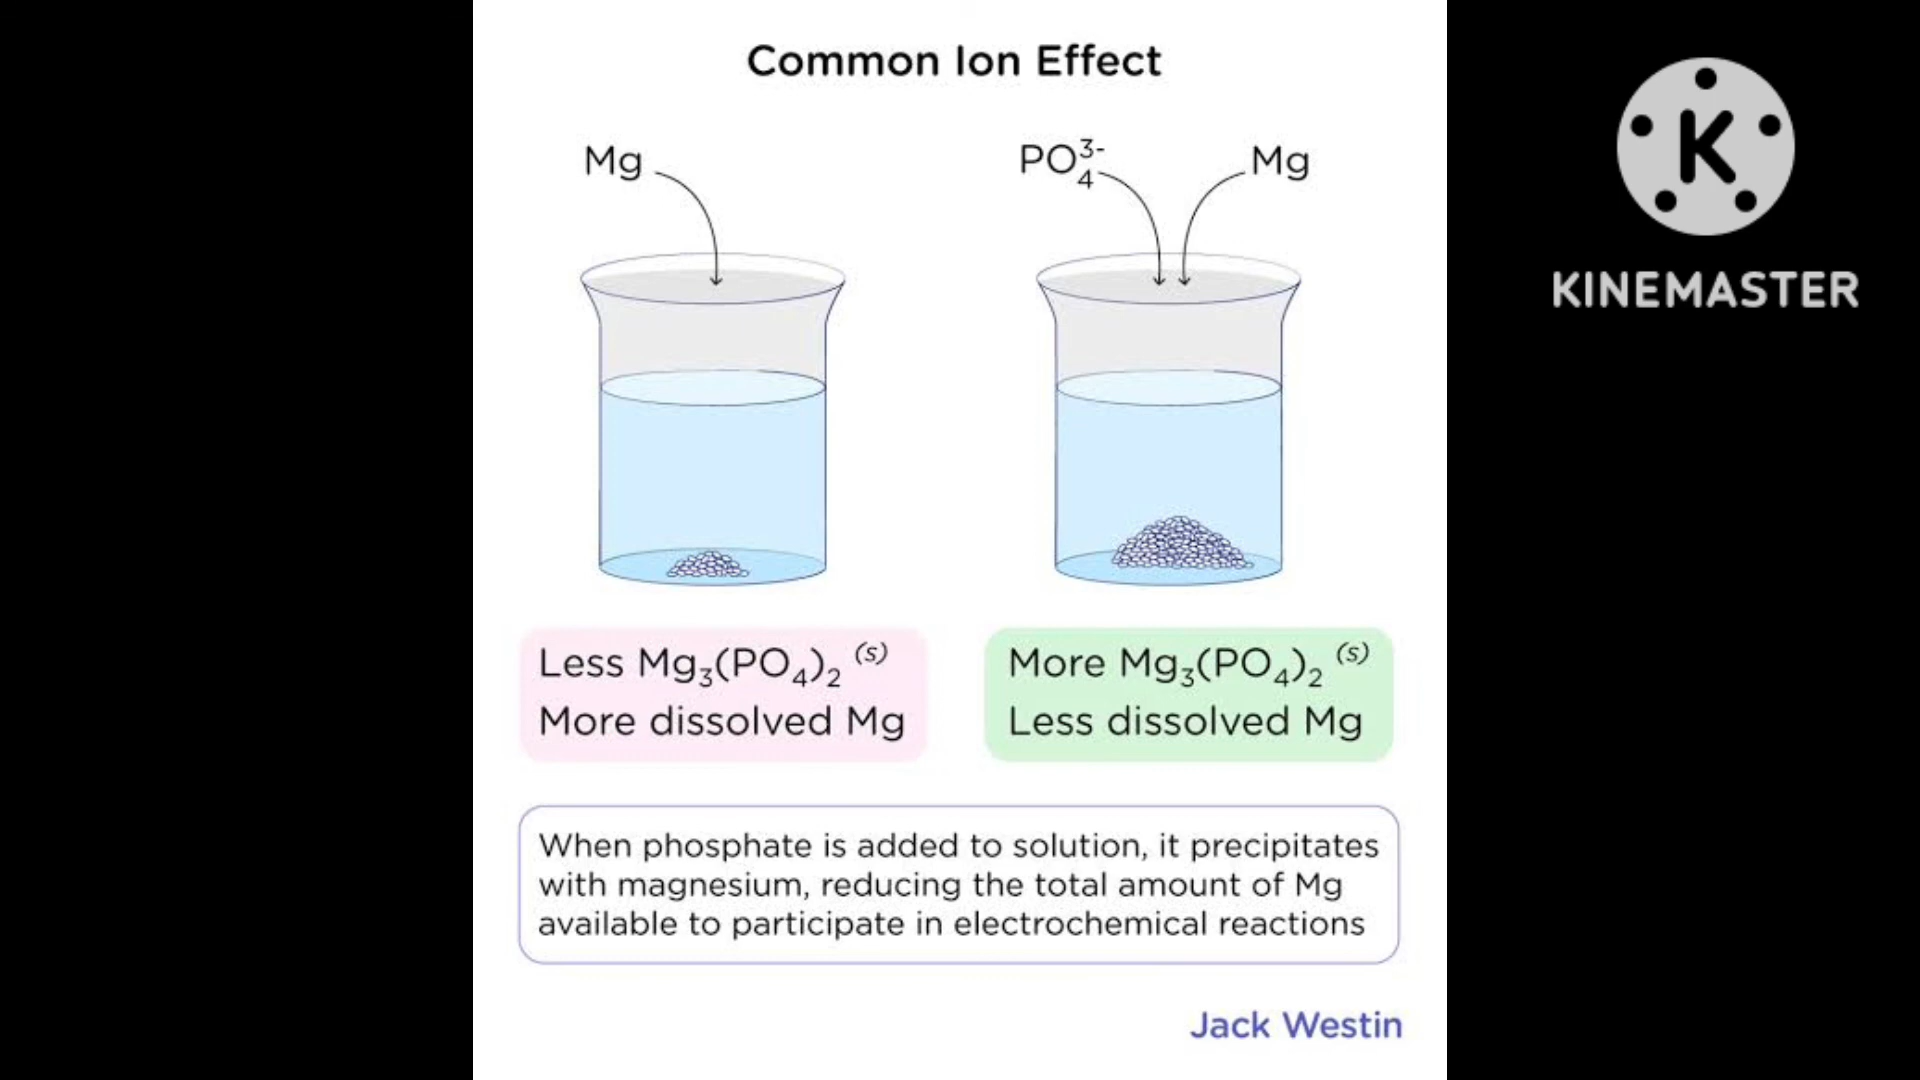 Common Ion Effect
Mg
PO₄³⁻
Mg
Less Mg₃(PO₄)₂ (s)
More dissolved Mg
More Mg₃(PO₄)₂ (s)
Less dissolved Mg
When phosphate is added to solution, it precipitates
with magnesium, reducing the total amount of Mg
available to participate in electrochemical reactions
Jack Westin
K
KINEMASTER